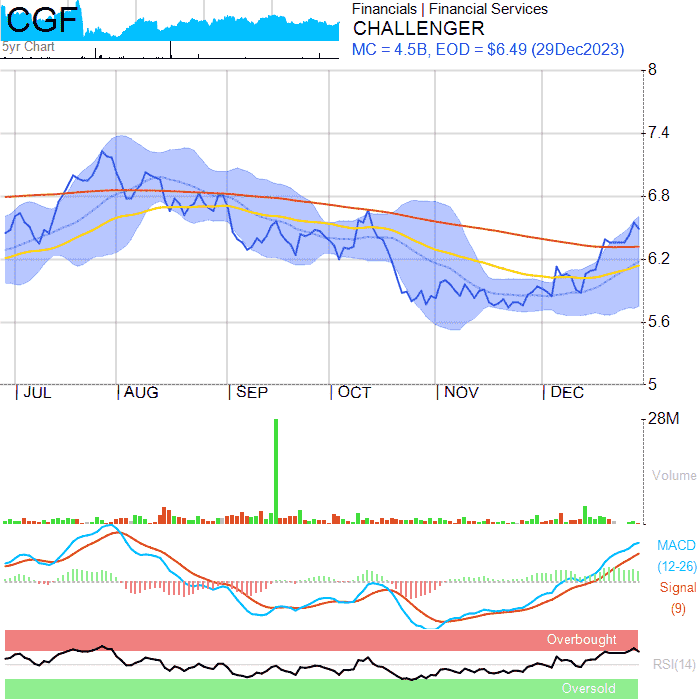 CGF
5yr Chart
Financials | Financial Services
CHALLENGER
MC = 4.5B, EOD = $6.49 (29Dec2023)
8
7.4
6.8
6.2
5.6
5
JUL AUG SEP OCT NOV DEC
28M
Volume
MACD
(12-26)
Signal
(9)
Overbought
RSI(14)
Oversold